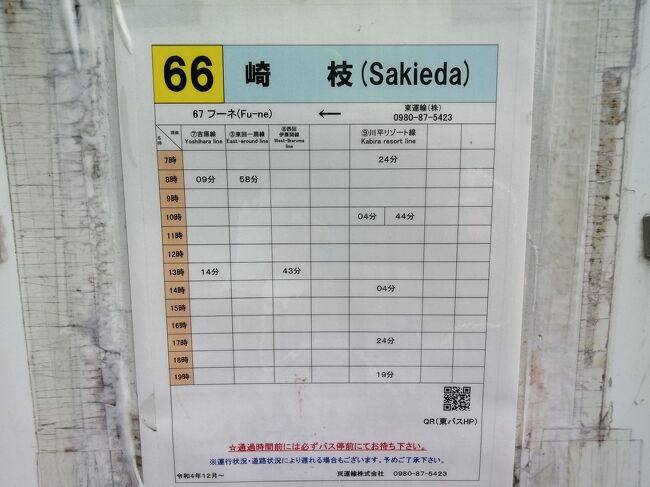 66 崎 枝(Sakieda)
67 フーネ(Fu-ne) ← 東運輸(株)
0980-87-5423
路線 名称 ⑦吉原線 ③東回一周線 ⑧西回伊原間線 ⑨川平リゾート線
Yoshihara line East-around line West-Ibaruma line Kabira resort line
7時 24分
8時 09分 58分
9時
10時 04分 44分
11時
12時
13時 14分 43分
14時 04分
15時
16時
17時 24分
18時
19時 19分
QR(東バスHP)
☆通過時間前には必ずバス停前にてお待ち下さい。
※運行状況・道路状況により遅れる場合もございます。予めご了承下さい。
令和4年12月~ 東運輸株式会社 0980-87-5423